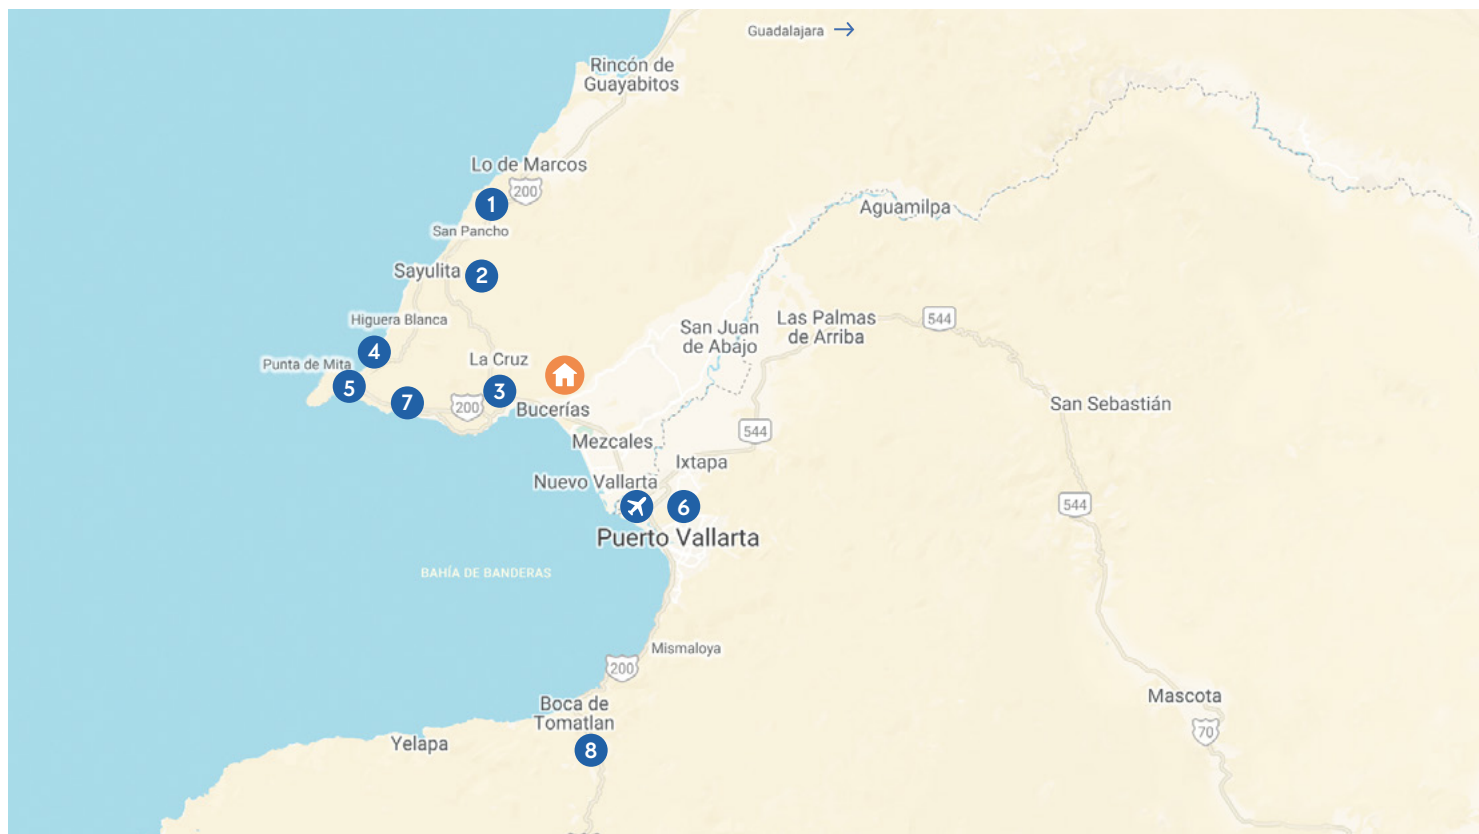 Guadalajara
Rincón de
Guayabitos
Lo de Marcos
200
1
San Pancho
Aguamilpa
Sayulita
2
Higuera Blanca
San Juan
de Abajo
Las Palmas
de Arriba
544
4
Punta de Mita
La Cruz
5
7
200
3
Bucerías
San Sebastián
Mezcales
544
Ixtapa
Nuevo Vallarta
6
544
Puerto Vallarta
BAHÍA DE BANDERAS
Mismaloya
200
Boca de
Tomatlan
Mascota
Yelapa
8
70